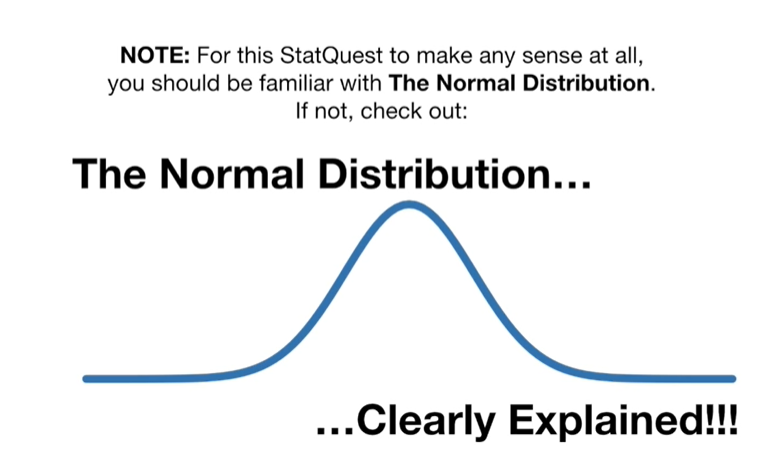 NOTE: For this StatQuest to make any sense at all,
you should be familiar with The Normal Distribution.
If not, check out:
The Normal Distribution...
...Clearly Explained!!!